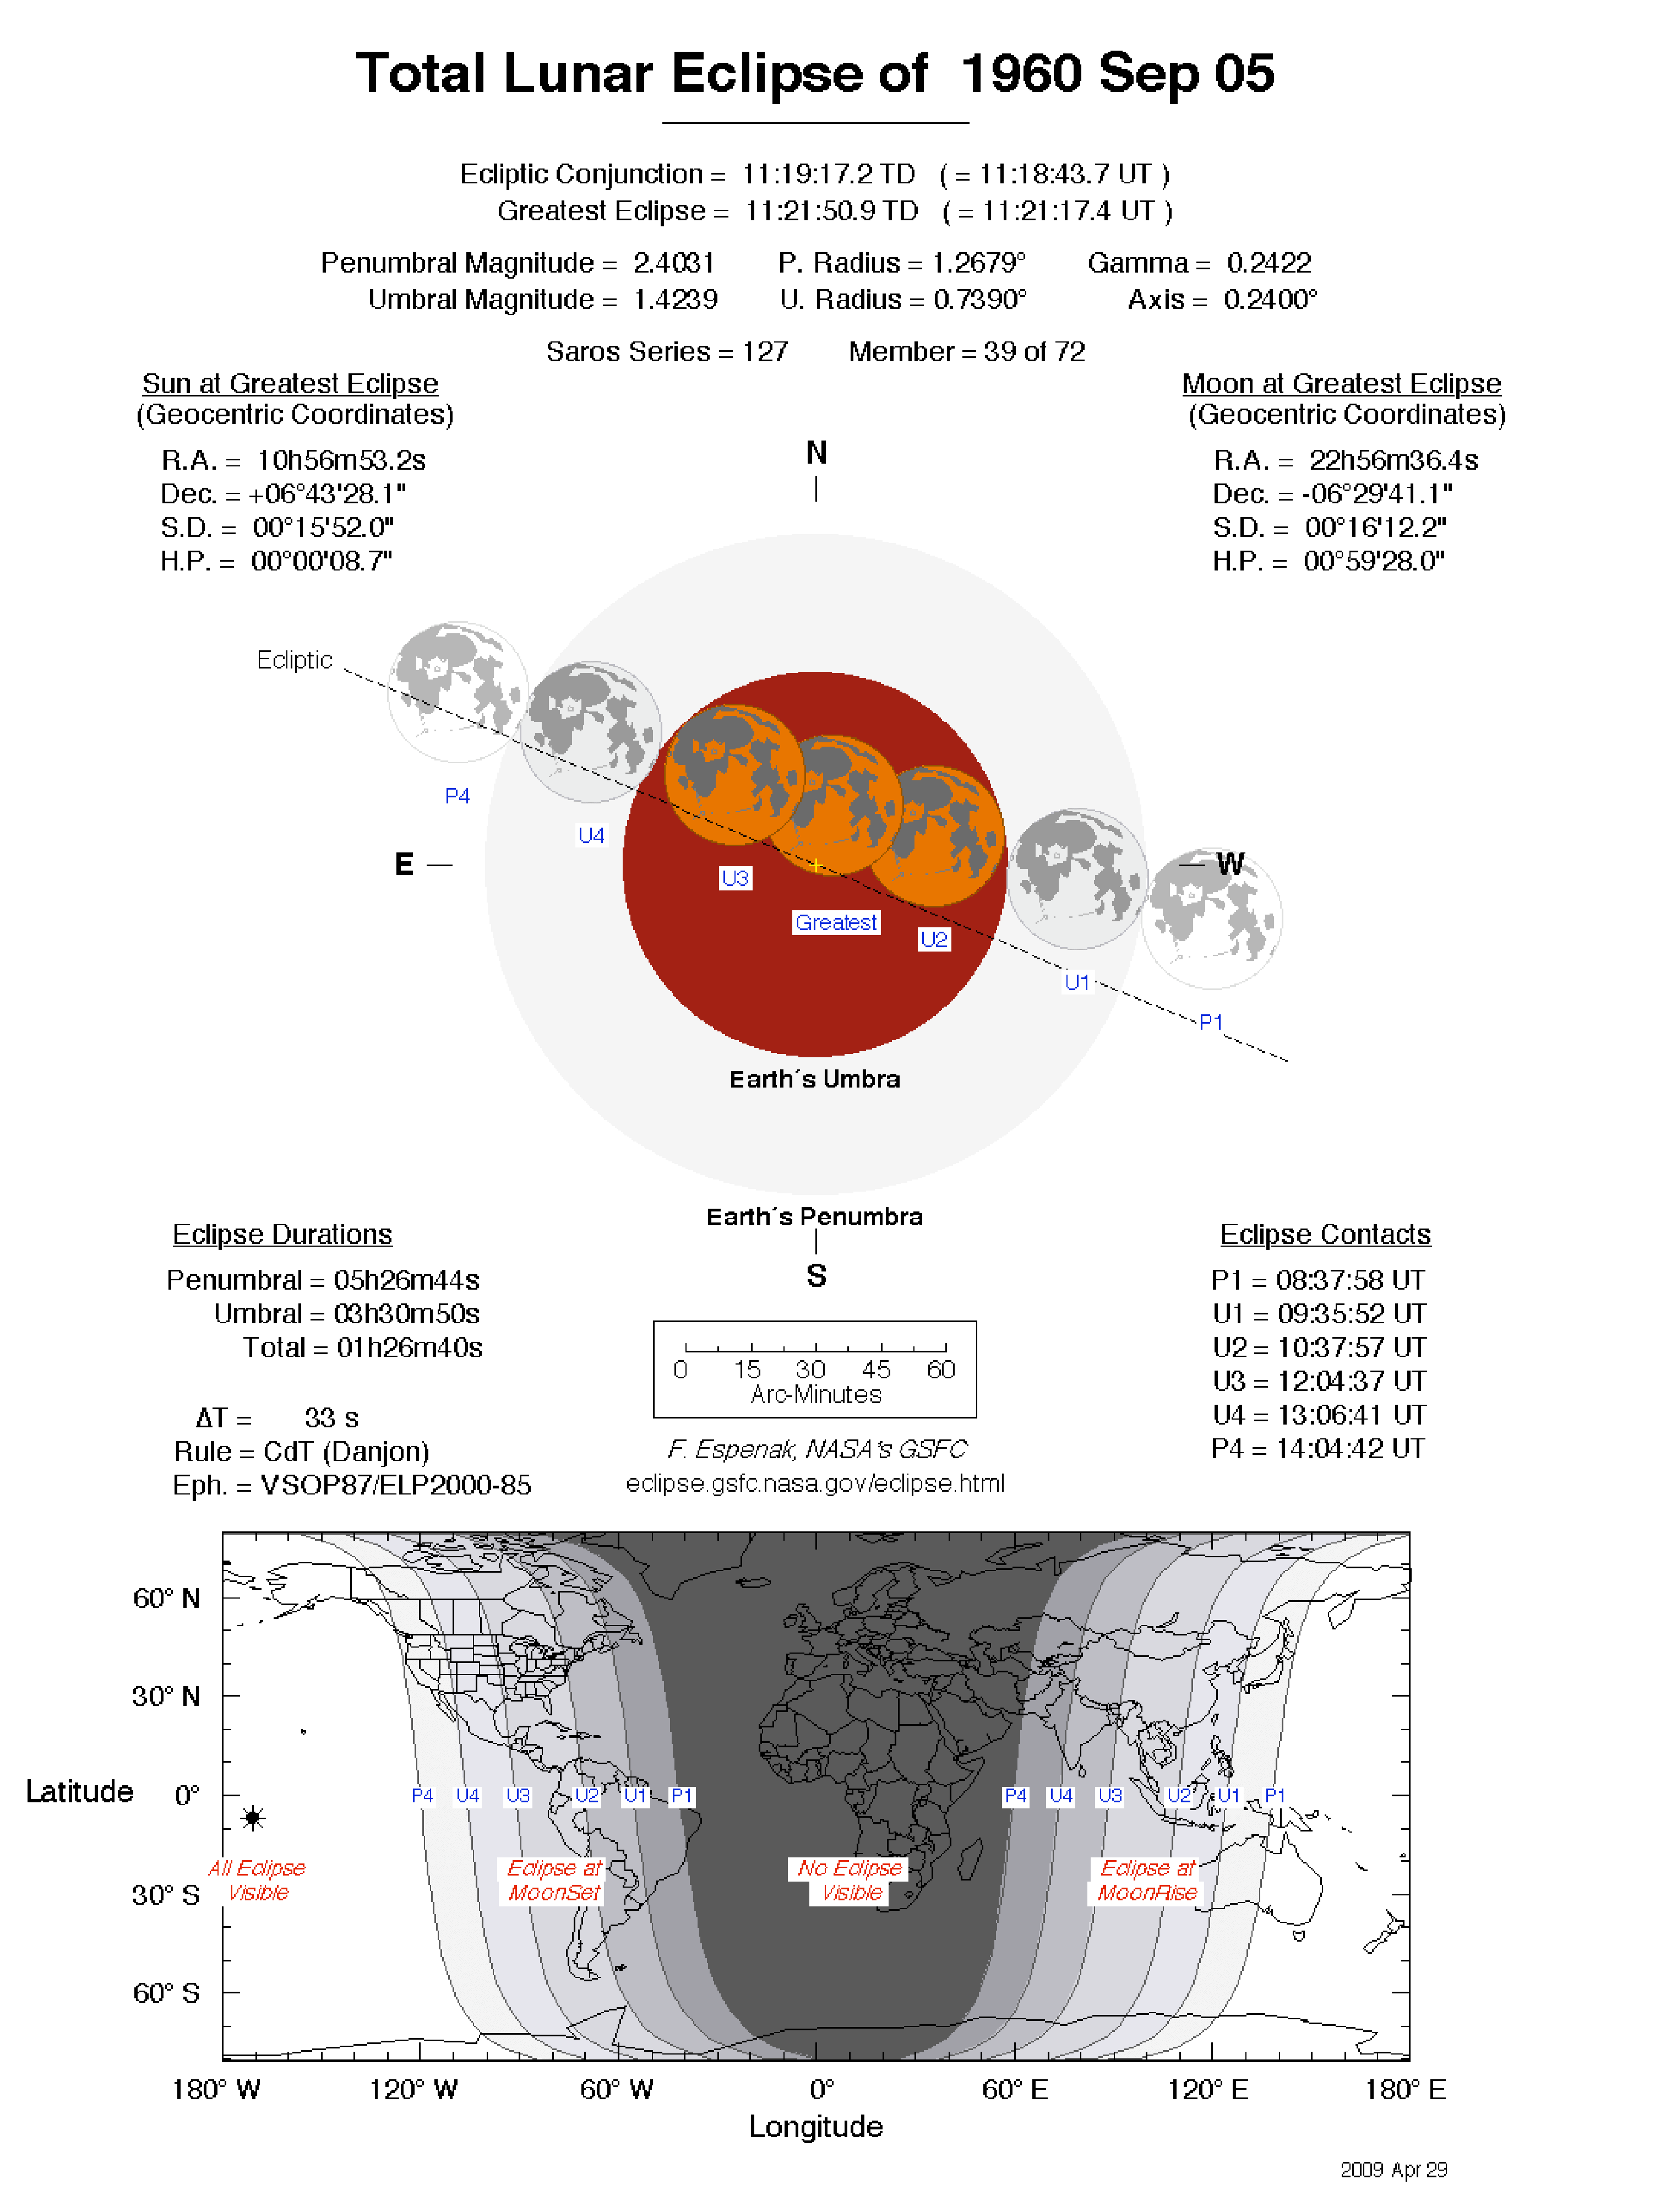 Total Lunar Eclipse of 1960 Sep 05
Ecliptic Conjunction = 11:19:17.2 TD ( = 11:18:43.7 UT )
Greatest Eclipse = 11:21:50.9 TD ( = 11:21:17.4 UT )
Penumbral Magnitude = 2.4031 P. Radius = 1.2679° Gamma = 0.2422
Umbral Magnitude = 1.4239 U. Radius = 0.7390° Axis = 0.2400°
Saros Series = 127 Member = 39 of 72
Sun at Greatest Eclipse
(Geocentric Coordinates)
R.A. = 10h56m53.2s
Dec. = +06°43'28.1"
S.D. = 00°15'52.0"
H.P. = 00°00'08.7"
Moon at Greatest Eclipse
(Geocentric Coordinates)
R.A. = 22h56m36.4s
Dec. = -06°29'41.1"
S.D. = 00°16'12.2"
H.P. = 00°59'28.0"
N
Ecliptic
P4
U4
E
W
U3
Greatest
U2
U1
P1
Earth´s Umbra
Earth´s Penumbra
S
Eclipse Durations
Penumbral = 05h26m44s
Umbral = 03h30m50s
Total = 01h26m40s
ΔT = 33 s
Rule = CdT (Danjon)
Eph. = VSOP87/ELP2000-85
0 15 30 45 60
Arc-Minutes
F. Espenak, NASA's GSFC
eclipse.gsfc.nasa.gov/eclipse.html
Eclipse Contacts
P1 = 08:37:58 UT
U1 = 09:35:52 UT
U2 = 10:37:57 UT
U3 = 12:04:37 UT
U4 = 13:06:41 UT
P4 = 14:04:42 UT
60° N
30° N
Latitude 0°
30° S
60° S
P4 U4 U3 U2 U1 P1 P4 U4 U3 U2 U1 P1
All Eclipse
Visible
Eclipse at
MoonSet
No Eclipse
Visible
Eclipse at
MoonRise
180° W 120° W 60° W 0° 60° E 120° E 180° E
Longitude
2009 Apr 29